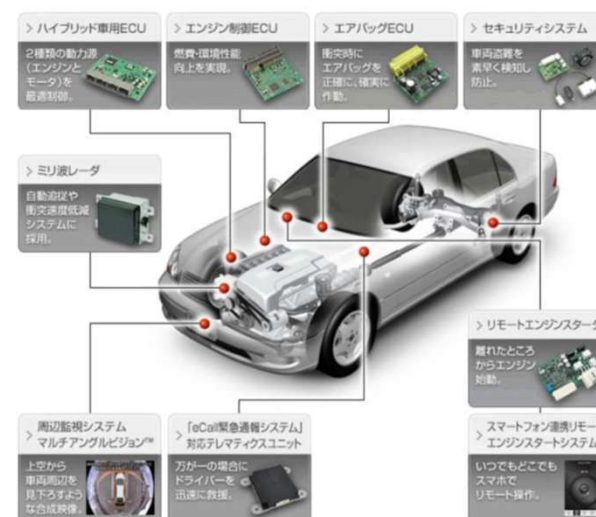 > ハイブリッド車用ECU
2種類の動力源
(エンジンと
モータ)を
最適制御。
> エンジン制御ECU
燃費・環境性能
向上を実現。
> エアバッグECU
衝突時に
エアバッグを
正確に、確実に
作動。
> セキュリティシステム
車両盗難を
素早く検知し
防止。
> ミリ波レーダ
自動追従や
衝突速度低減
システムに
採用。
> リモートエンジンスタータ
離れたところ
からエンジン
始動。
> 周辺監視システム
マルチアングルビジョン™
上空から
車両周辺を
見下ろすよう
な合成映像。
> 「eCall緊急通報システム」
対応テレマティクスユニット
万が一の場合に
ドライバーを
迅速に救援。
> スマートフォン連携リモー
エンジンスタートシステム
いつでもどこでも
スマホで
リモート操作。